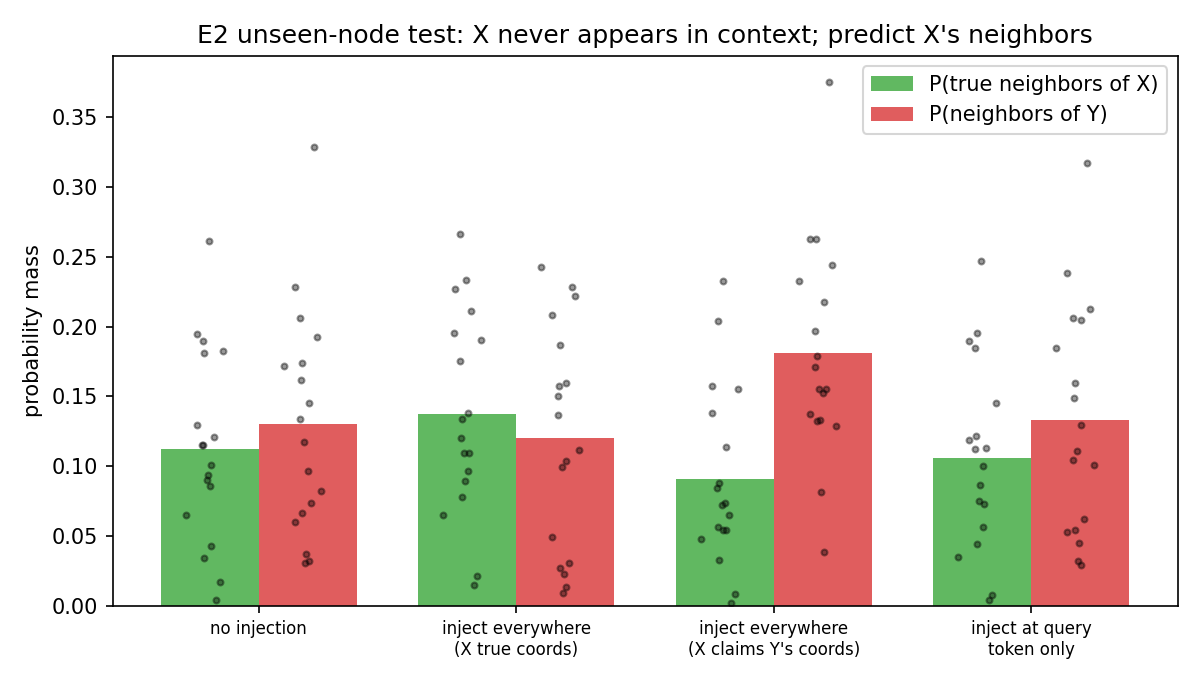 E2 unseen-node test: X never appears in context; predict X's neighbors
P(true neighbors of X)
P(neighbors of Y)
probability mass
0.35
0.30
0.25
0.20
0.15
0.10
0.05
0.00
no injection
inject everywhere
(X true coords)
inject everywhere
(X claims Y's coords)
inject at query
token only